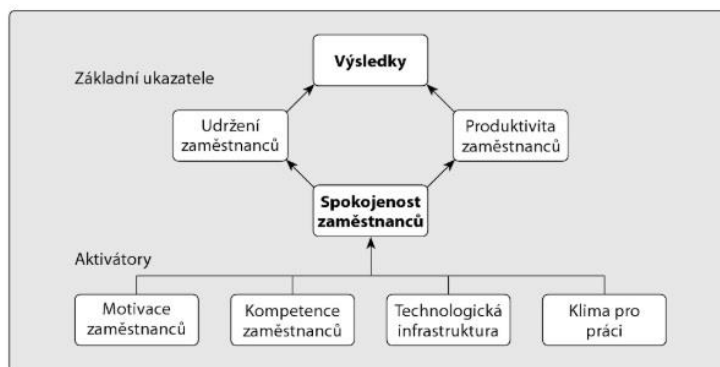 Výsledky
Základní ukazatele
Udržení
zaměstnanců
Produktivita
zaměstnanců
Spokojenost
zaměstnanců
Aktivátory
Motivace
zaměstnanců
Kompetence
zaměstnanců
Technologická
infrastruktura
Klima pro
práci